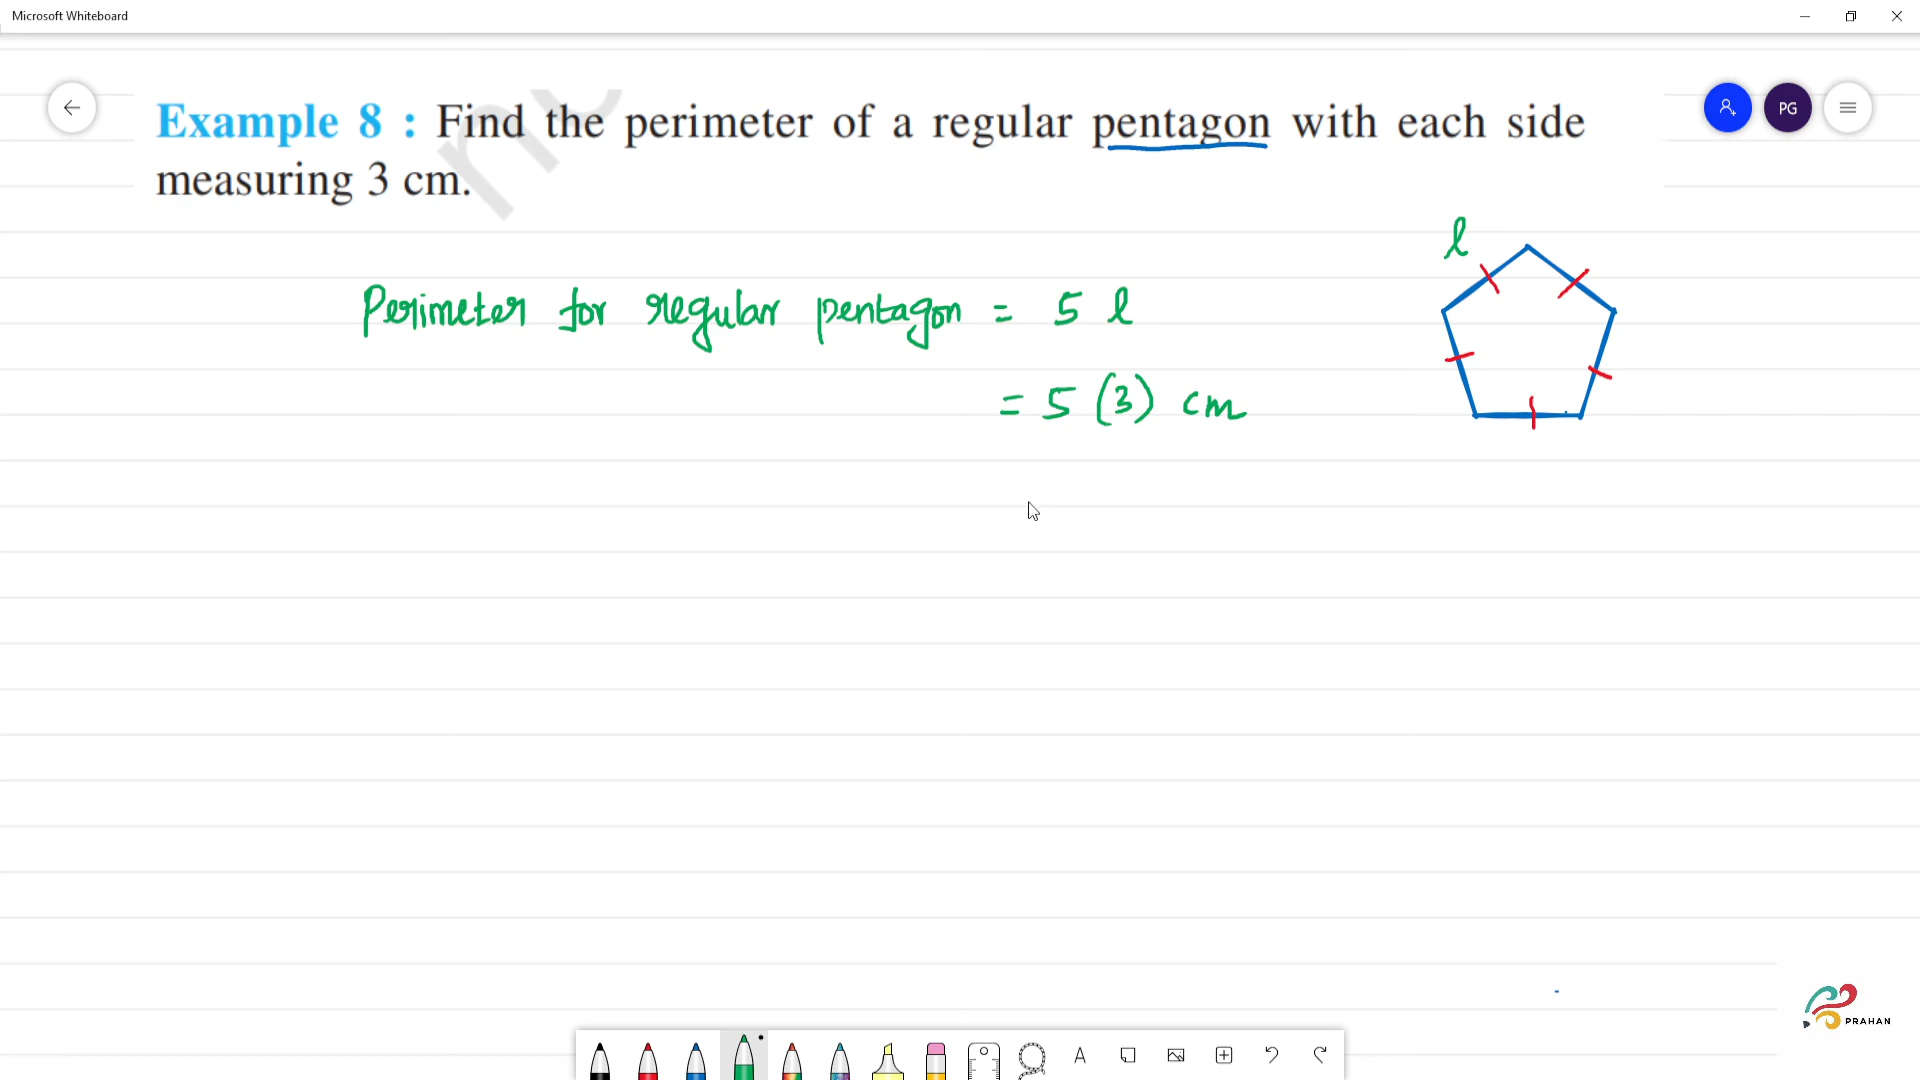 Microsoft Whiteboard
Example 8 : Find the perimeter of a regular pentagon with each side
measuring 3 cm.
PG
l
Perimeter for regular pentagon = 5 l
= 5 (3) cm
A
PRAHAN